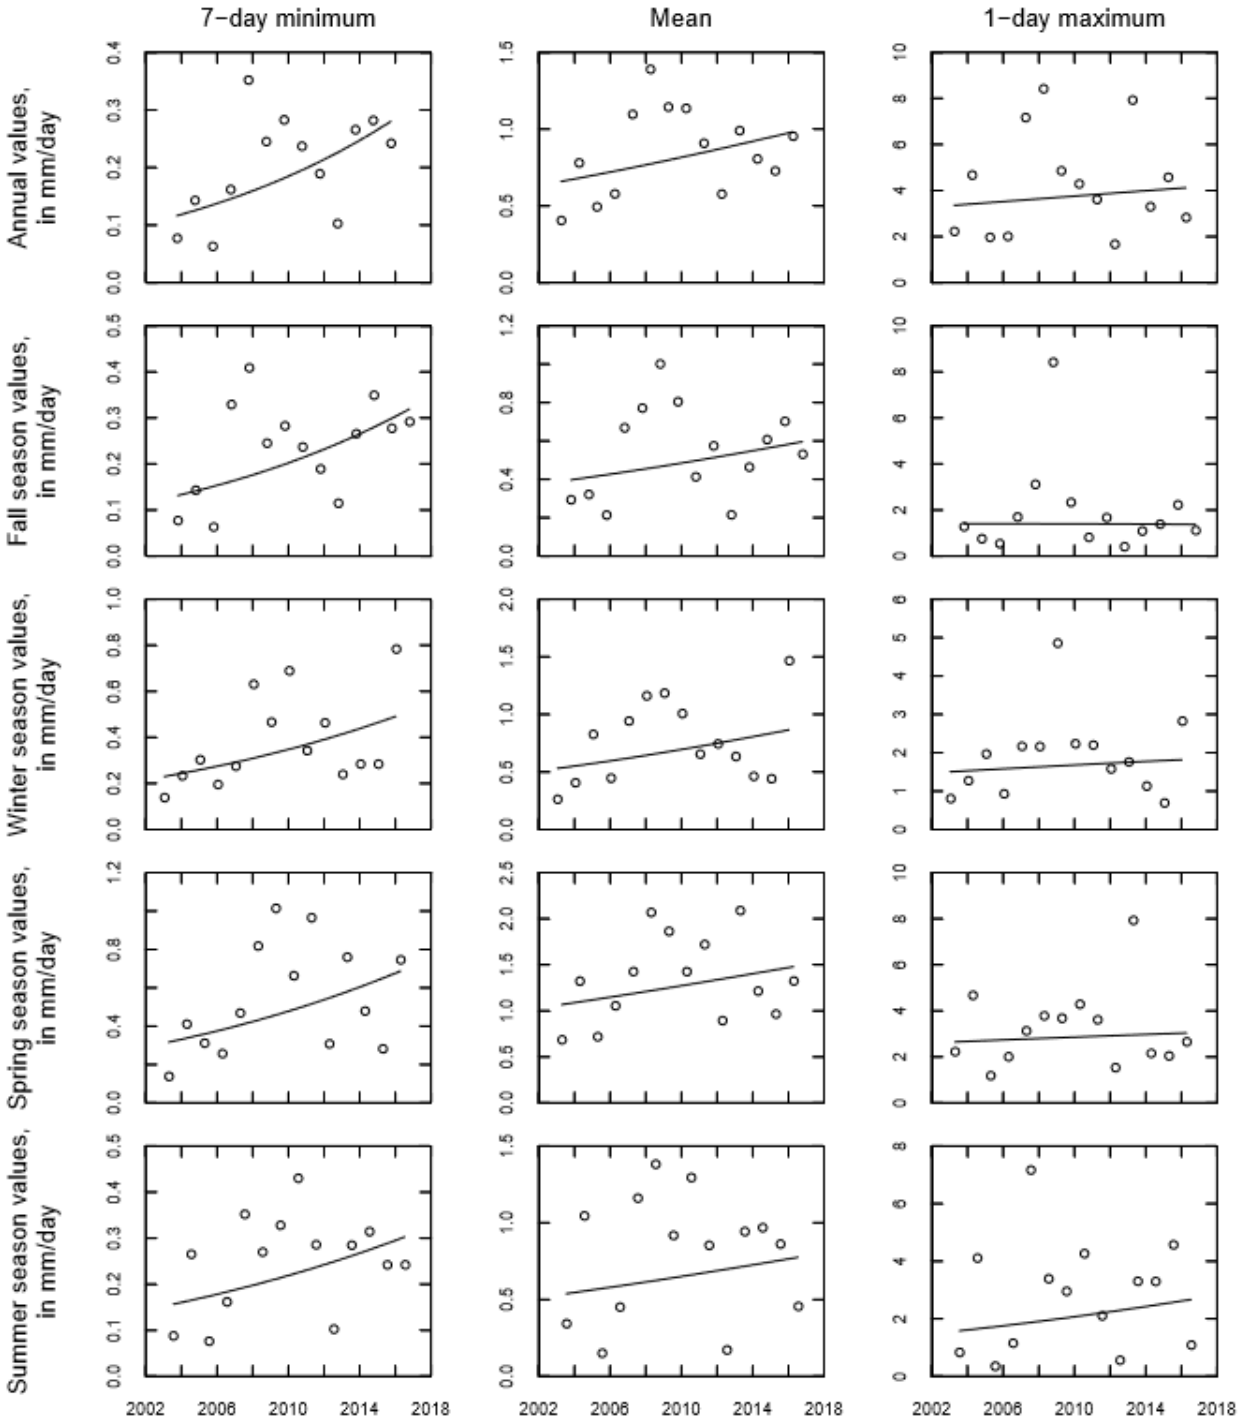 7−day minimum Mean 1−day maximum
Annual values,
in mm/day
0.0 0.1 0.2 0.3 0.4
0.0 0.5 1.0 1.5
0 2 4 6 8 10
Fall season values,
in mm/day
0.0 0.1 0.2 0.3 0.4 0.5
0.0 0.4 0.8 1.2
0 2 4 6 8 10
Winter season values,
in mm/day
0.0 0.2 0.4 0.6 0.8 1.0
0.0 0.5 1.0 1.5 2.0
0 1 2 3 4 5 6
Spring season values,
in mm/day
0.0 0.4 0.8 1.2
0.0 0.5 1.0 1.5 2.0 2.5
0 2 4 6 8 10
Summer season values,
in mm/day
0.0 0.1 0.2 0.3 0.4 0.5
0.0 0.5 1.0 1.5
0 2 4 6 8
2002 2006 2010 2014 2018 2002 2006 2010 2014 2018 2002 2006 2010 2014 2018